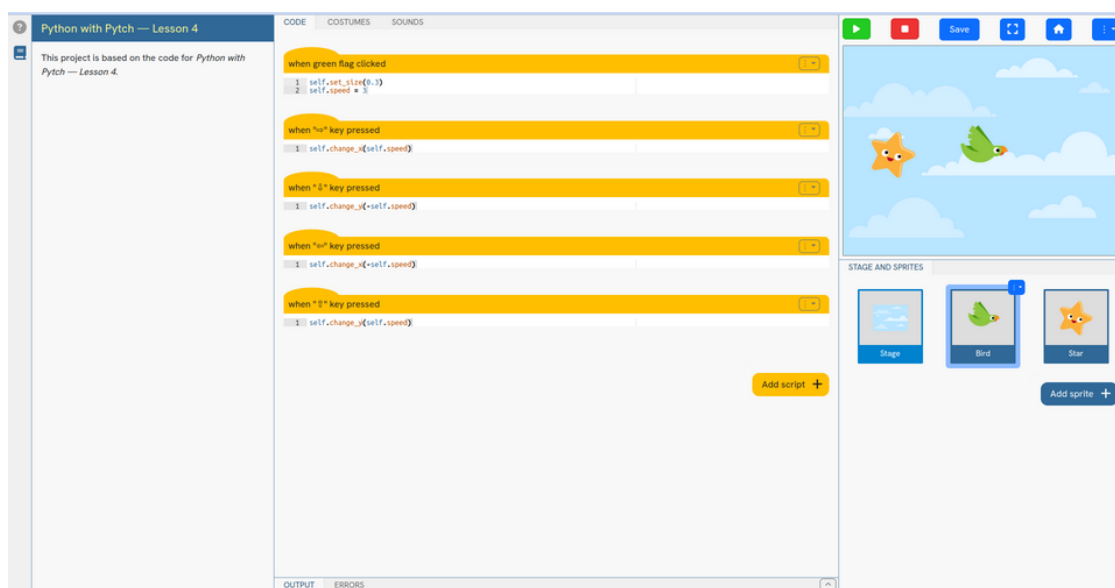 Python with Pytch — Lesson 4
This project is based on the code for Python with
Pytch — Lesson 4.
CODE COSTUMES SOUNDS
when green flag clicked
1 self.set_size(0.3)
2 self.speed = 3
when "⇨" key pressed
1 self.change_x(self.speed)
when "⇩" key pressed
1 self.change_y(-self.speed)
when "⇦" key pressed
1 self.change_x(-self.speed)
when "⇧" key pressed
1 self.change_y(self.speed)
Add script +
OUTPUT ERRORS
Save
STAGE AND SPRITES
Stage
Bird
Star
Add sprite +